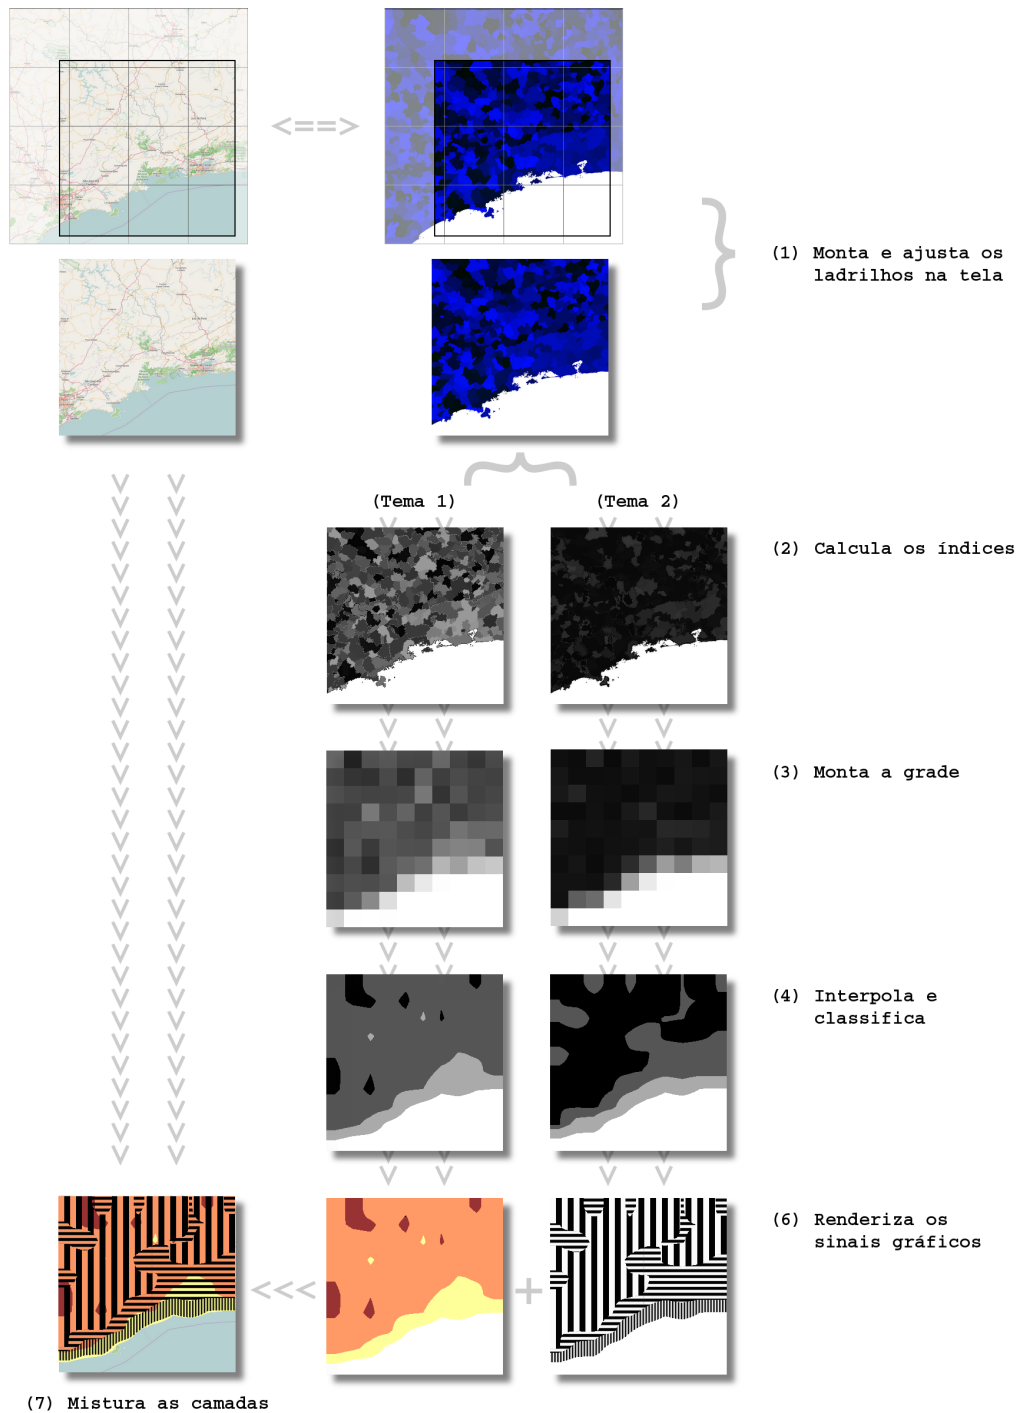 (1) Monta e ajusta os
ladrilhos na tela
(Tema 1)
(Tema 2)
(2) Calcula os índices
(3) Monta a grade
(4) Interpola e
classifica
(6) Renderiza os
sinais gráficos
(7) Mistura as camadas